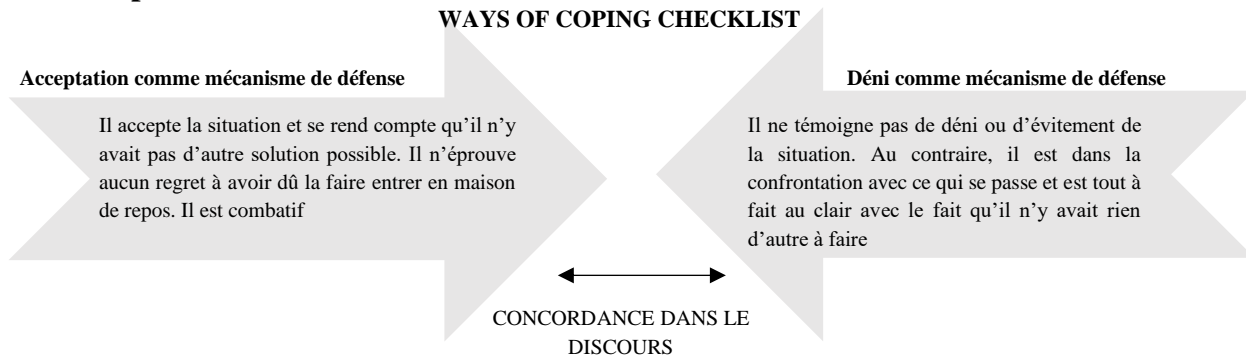 WAYS OF COPING CHECKLIST
Acceptation comme mécanisme de défense
Il accepte la situation et se rend compte qu'il n'y
avait pas d'autre solution possible. Il n'éprouve
aucun regret à avoir dû la faire entrer en maison
de repos. Il est combatif
Déni comme mécanisme de défense
Il ne témoigne pas de déni ou d'évitement de
la situation. Au contraire, il est dans la
confrontation avec ce qui se passe et est tout à
fait au clair avec le fait qu'il n'y avait rien
d'autre à faire
CONCORDANCE DANS LE
DISCOURS